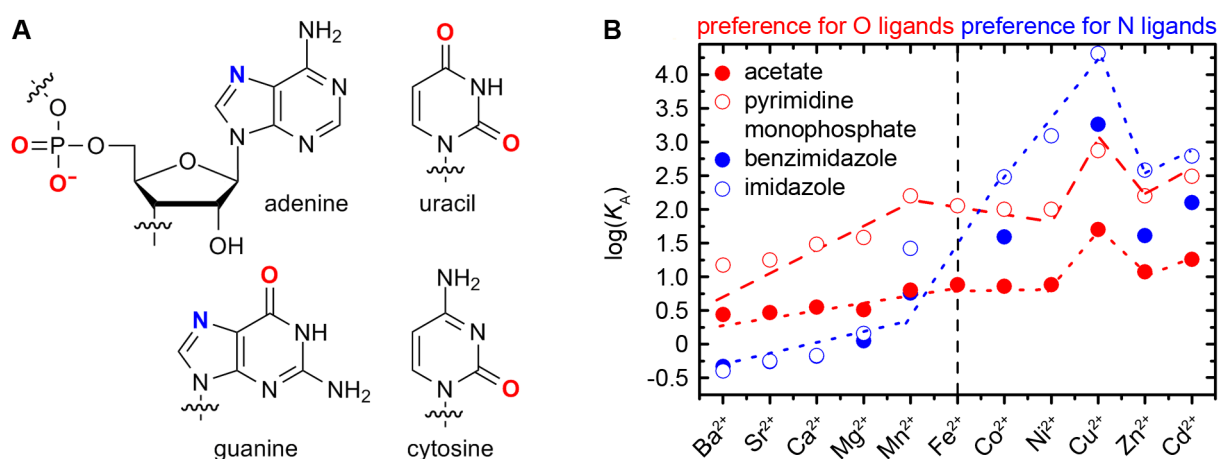 A
NH₂
N
N
N
N
O
O
P
O⁻
O
O
OH
adenine
O
NH
N
O
uracil
O
N
NH
N
N
NH₂
guanine
NH₂
N
N
O
cytosine
B
preference for O ligands preference for N ligands
acetate
pyrimidine
monophosphate
benzimidazole
imidazole
log(K_A)
4.0
3.5
3.0
2.5
2.0
1.5
1.0
0.5
0
-0.5
Ba²⁺ Sr²⁺ Ca²⁺ Mg²⁺ Mn²⁺ Fe²⁺ Co²⁺ Ni²⁺ Cu²⁺ Zn²⁺ Cd²⁺